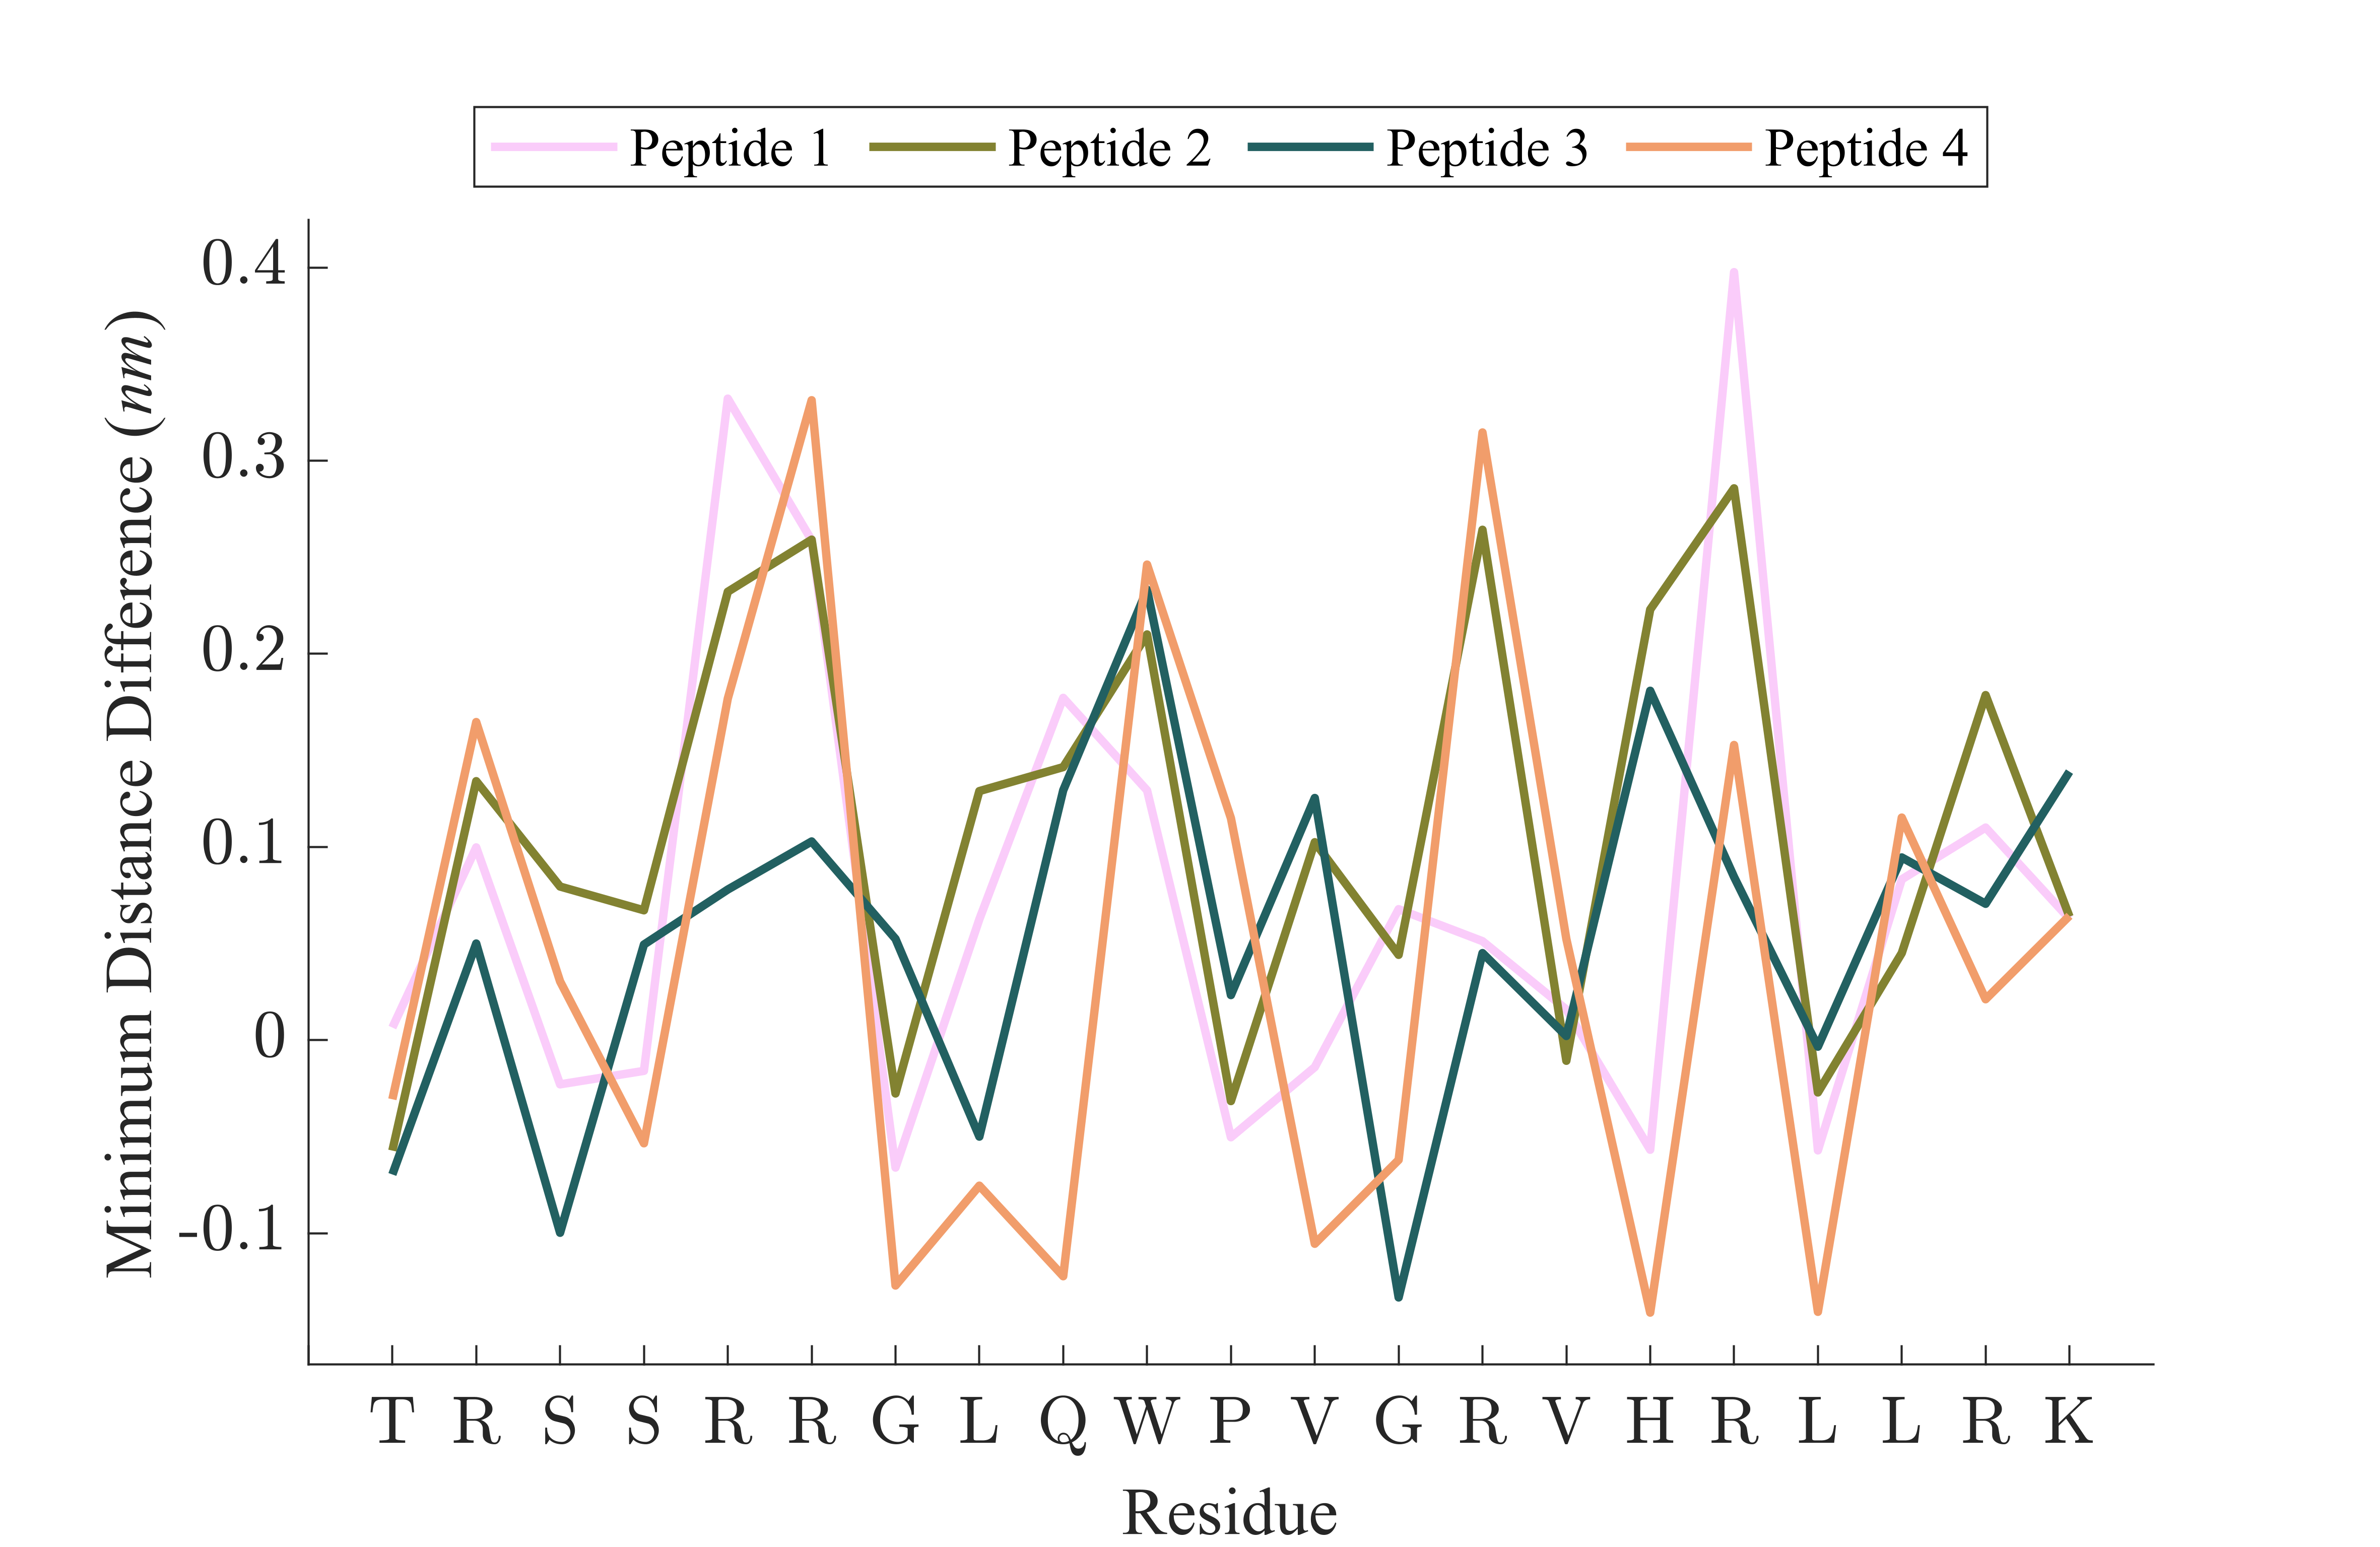 Peptide 1 Peptide 2 Peptide 3 Peptide 4
Minimum Distance Difference (nm)
0.4
0.3
0.2
0.1
0
-0.1
T R S S R R G L Q W P V G R V H R L L R K
Residue